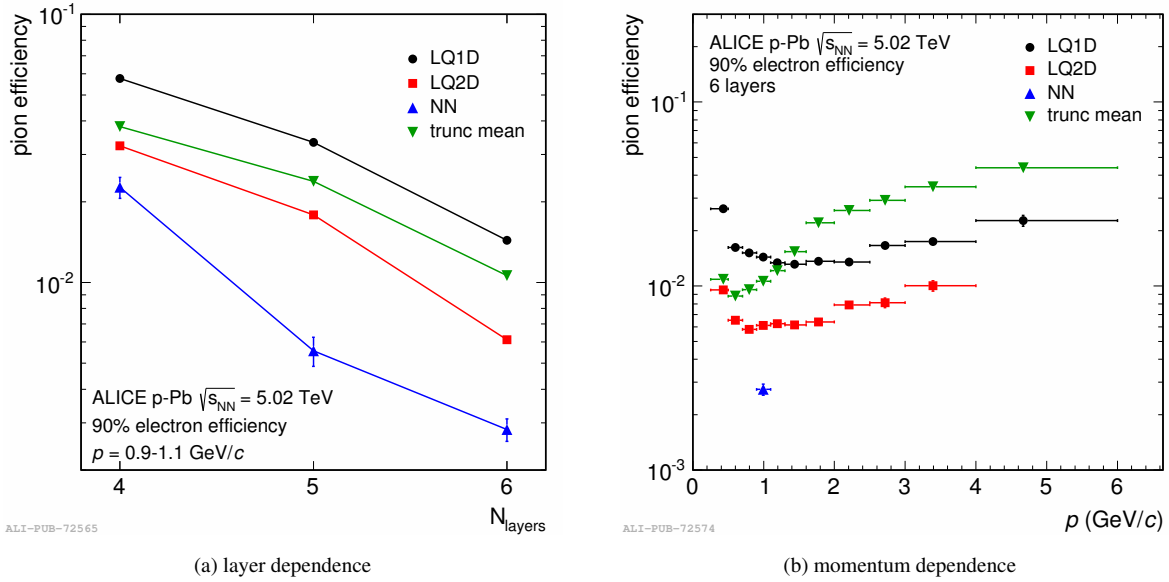 10⁻¹
10⁻²
pion efficiency
LQ1D
LQ2D
NN
trunc mean
ALICE p-Pb √sNN = 5.02 TeV
90% electron efficiency
p = 0.9-1.1 GeV/c
4 5 6
Nlayers
ALI-PUB-72565
(a) layer dependence
pion efficiency
10⁻¹
10⁻²
10⁻³
ALICE p-Pb √sNN = 5.02 TeV
90% electron efficiency
6 layers
LQ1D
LQ2D
NN
trunc mean
0 1 2 3 4 5 6
p (GeV/c)
ALI-PUB-72574
(b) momentum dependence